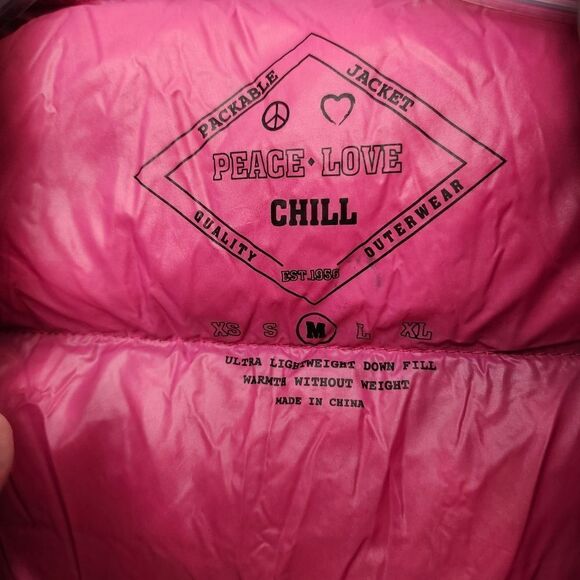 PACKABLE JACKET
PEACE · LOVE
CHILL
QUALITY OUTERWEAR
EST.1956
XS S M L XL
ULTRA LIGHTWEIGHT DOWN FILL
WARMTH WITHOUT WEIGHT
MADE IN CHINA